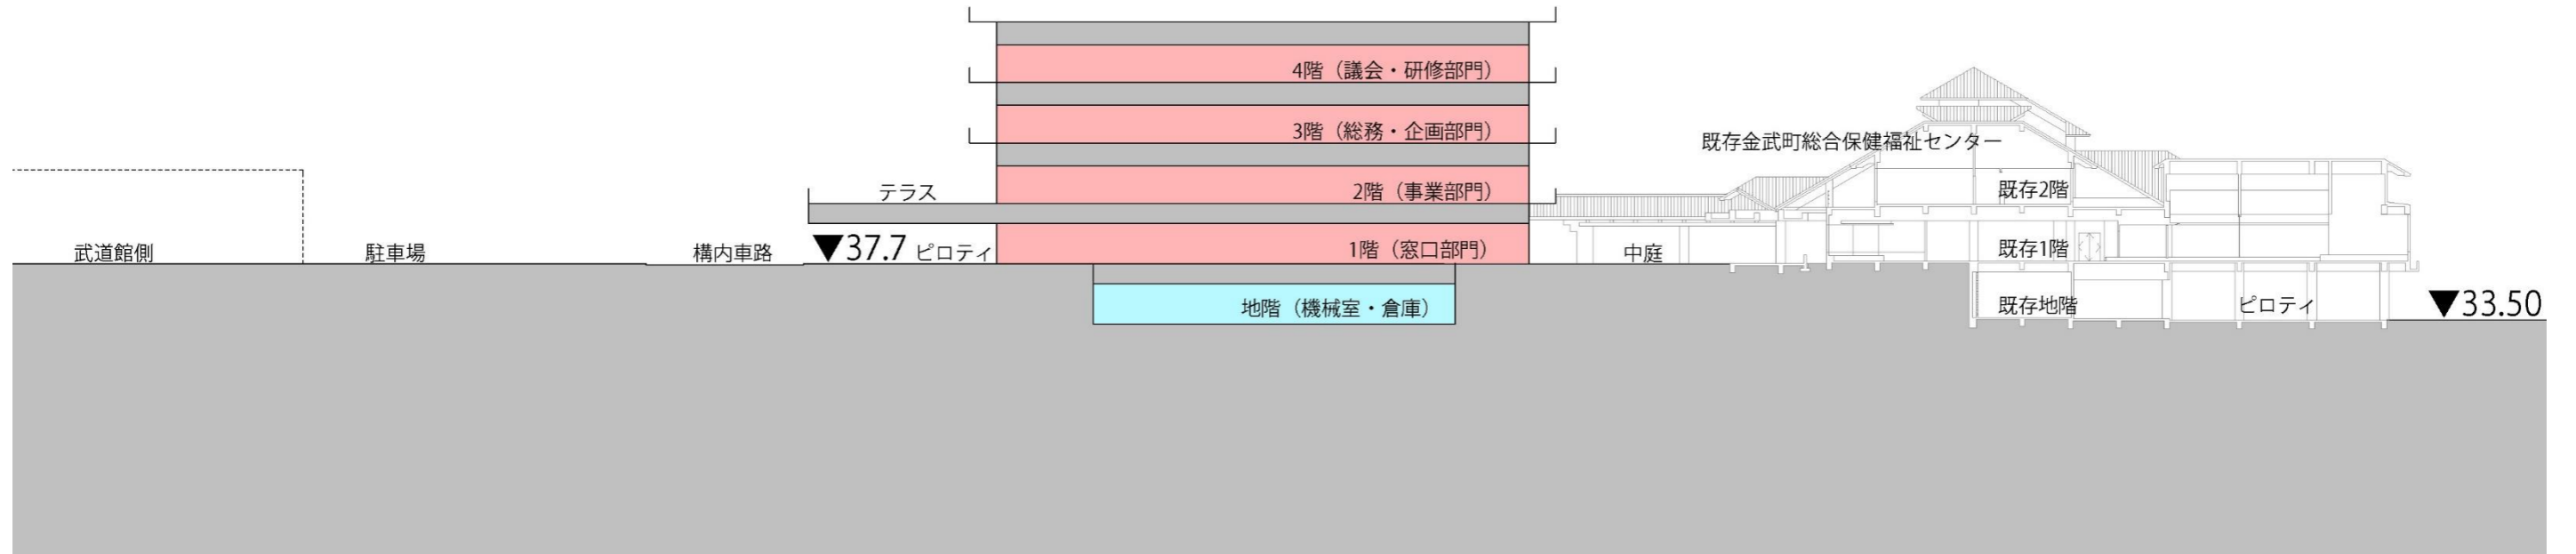 4階（議会・研修部門）
3階（総務・企画部門）
既存金武町総合保健福祉センター
テラス
2階（事業部門）
既存2階
武道館側
駐車場
構内車路
▼37.7
ピロティ
1階（窓口部門）
中庭
既存1階
地階（機械室・倉庫）
既存地階
ピロティ
▼33.50